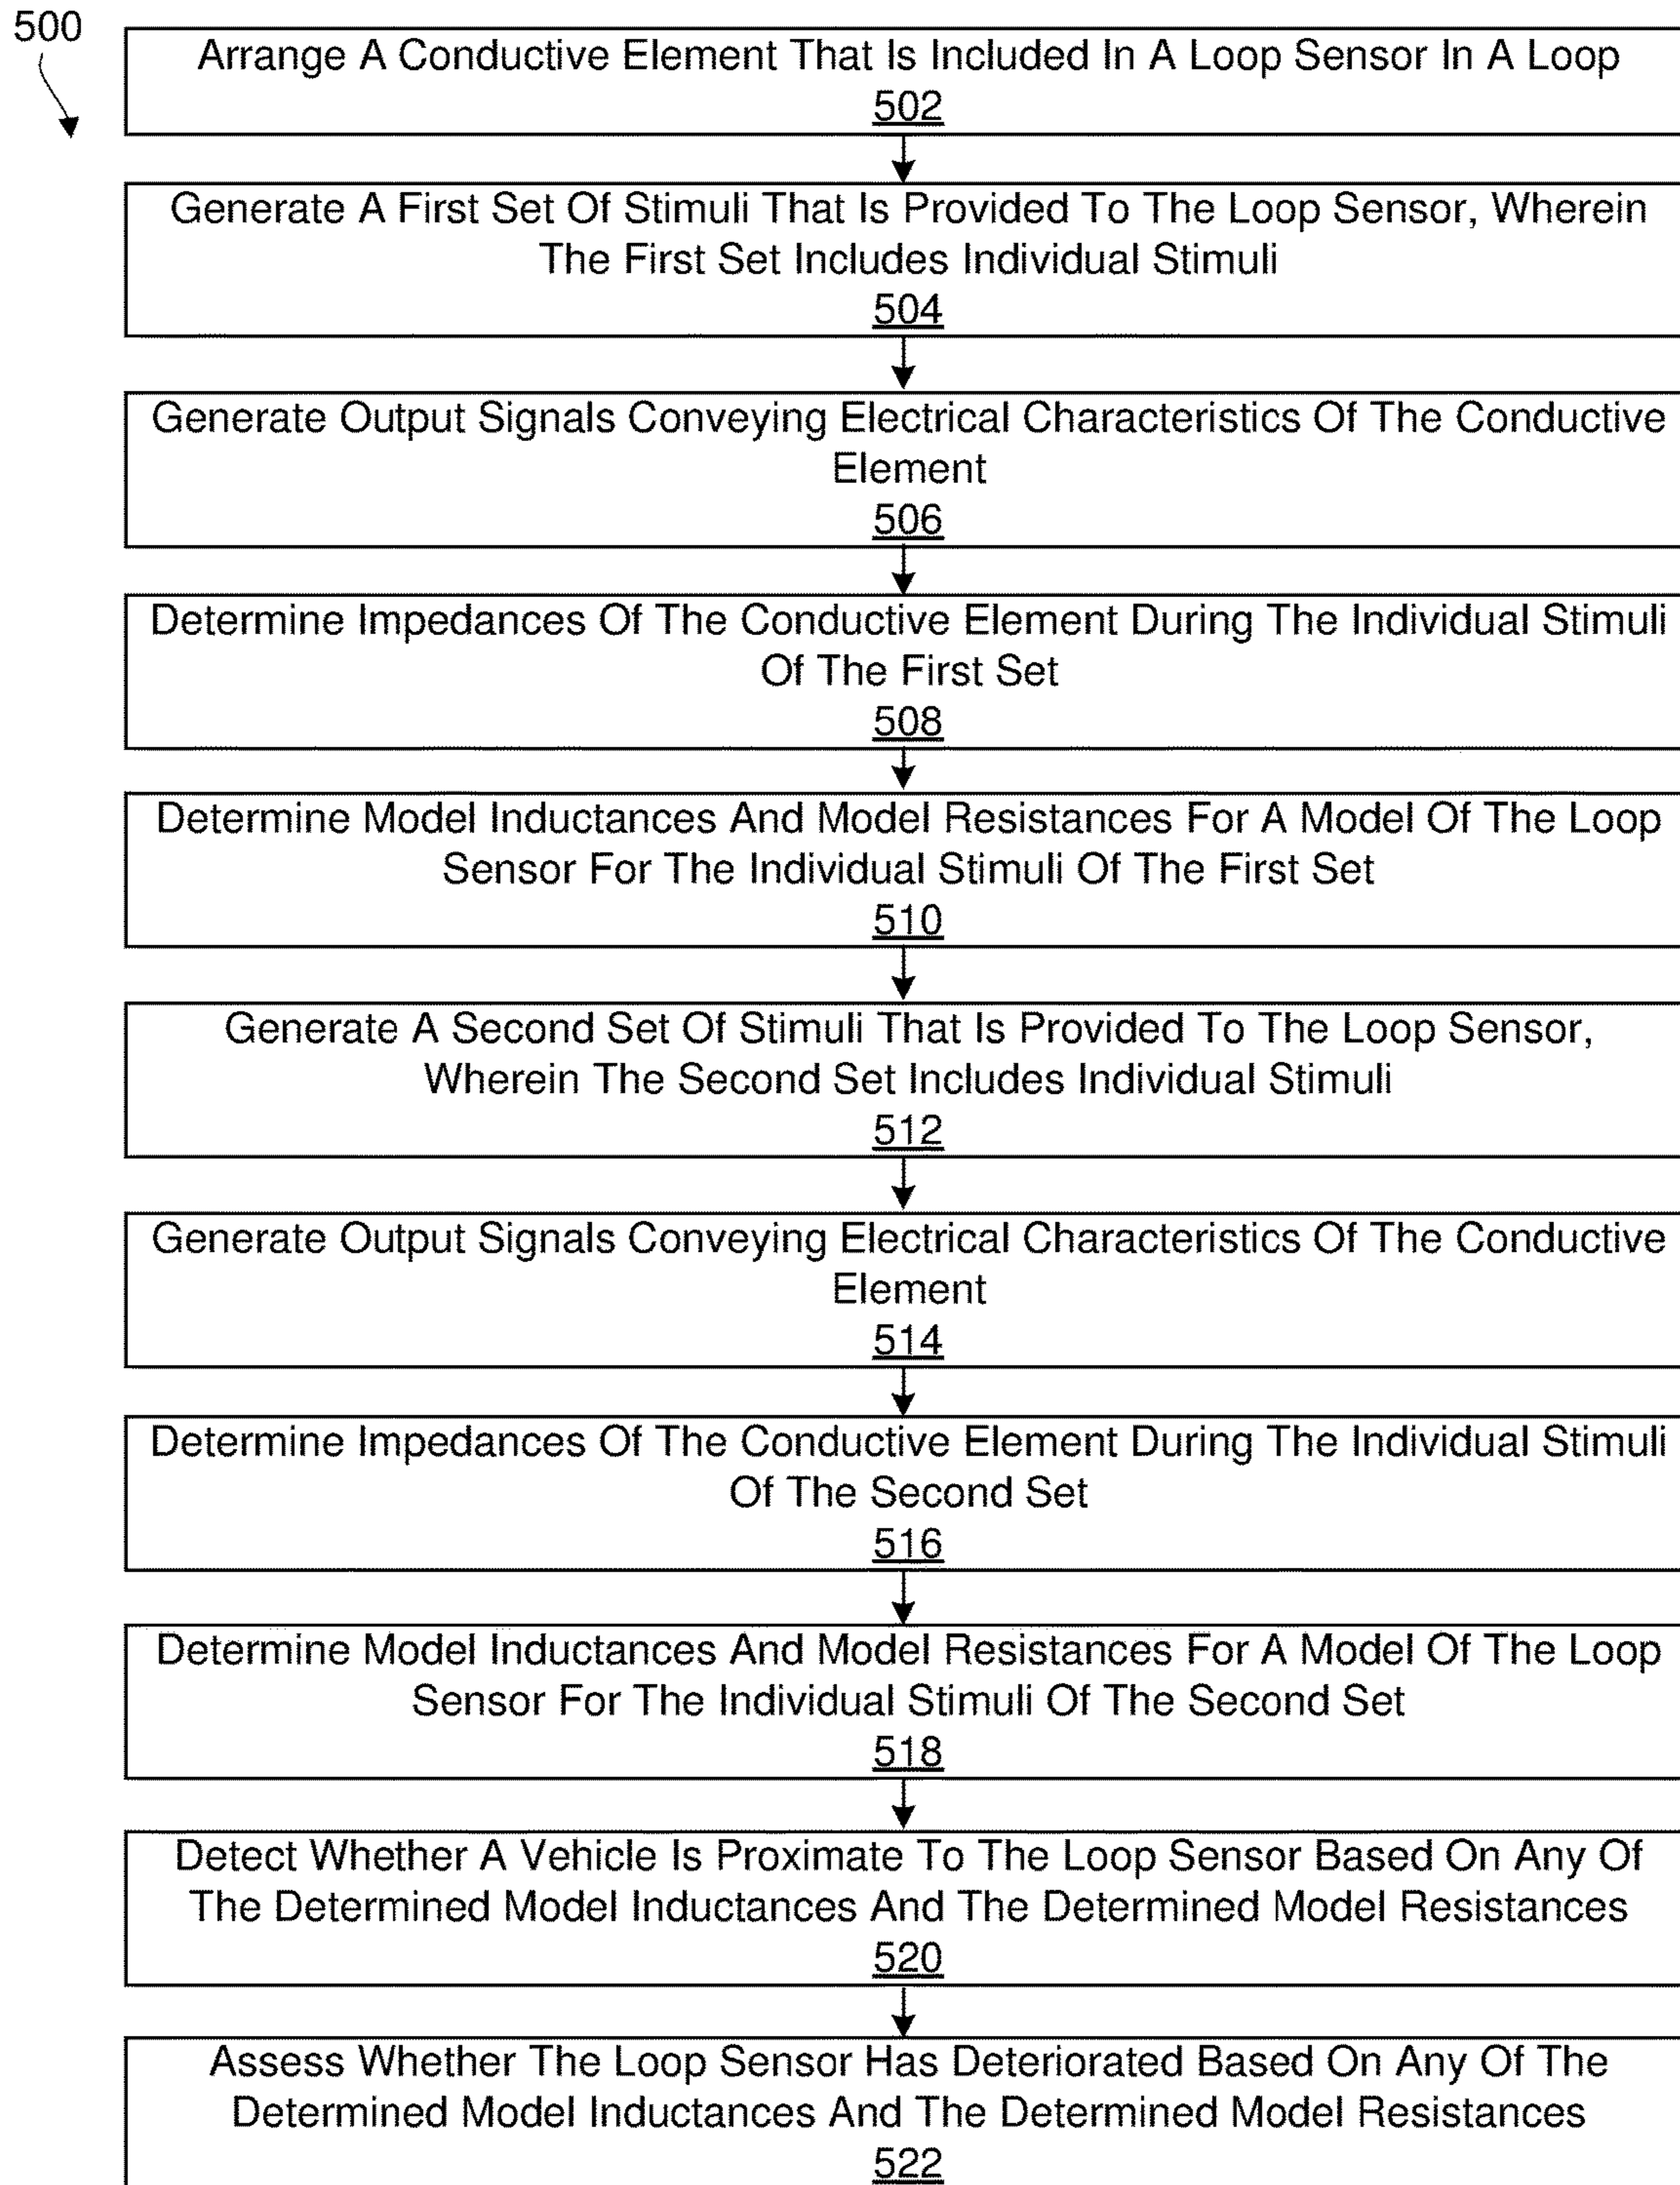 500
Arrange A Conductive Element That Is Included In A Loop Sensor In A Loop
502
Generate A First Set Of Stimuli That Is Provided To The Loop Sensor, Wherein
The First Set Includes Individual Stimuli
504
Generate Output Signals Conveying Electrical Characteristics Of The Conductive
Element
506
Determine Impedances Of The Conductive Element During The Individual Stimuli
Of The First Set
508
Determine Model Inductances And Model Resistances For A Model Of The Loop
Sensor For The Individual Stimuli Of The First Set
510
Generate A Second Set Of Stimuli That Is Provided To The Loop Sensor,
Wherein The Second Set Includes Individual Stimuli
512
Generate Output Signals Conveying Electrical Characteristics Of The Conductive
Element
514
Determine Impedances Of The Conductive Element During The Individual Stimuli
Of The Second Set
516
Determine Model Inductances And Model Resistances For A Model Of The Loop
Sensor For The Individual Stimuli Of The Second Set
518
Detect Whether A Vehicle Is Proximate To The Loop Sensor Based On Any Of
The Determined Model Inductances And The Determined Model Resistances
520
Assess Whether The Loop Sensor Has Deteriorated Based On Any Of The
Determined Model Inductances And The Determined Model Resistances
522